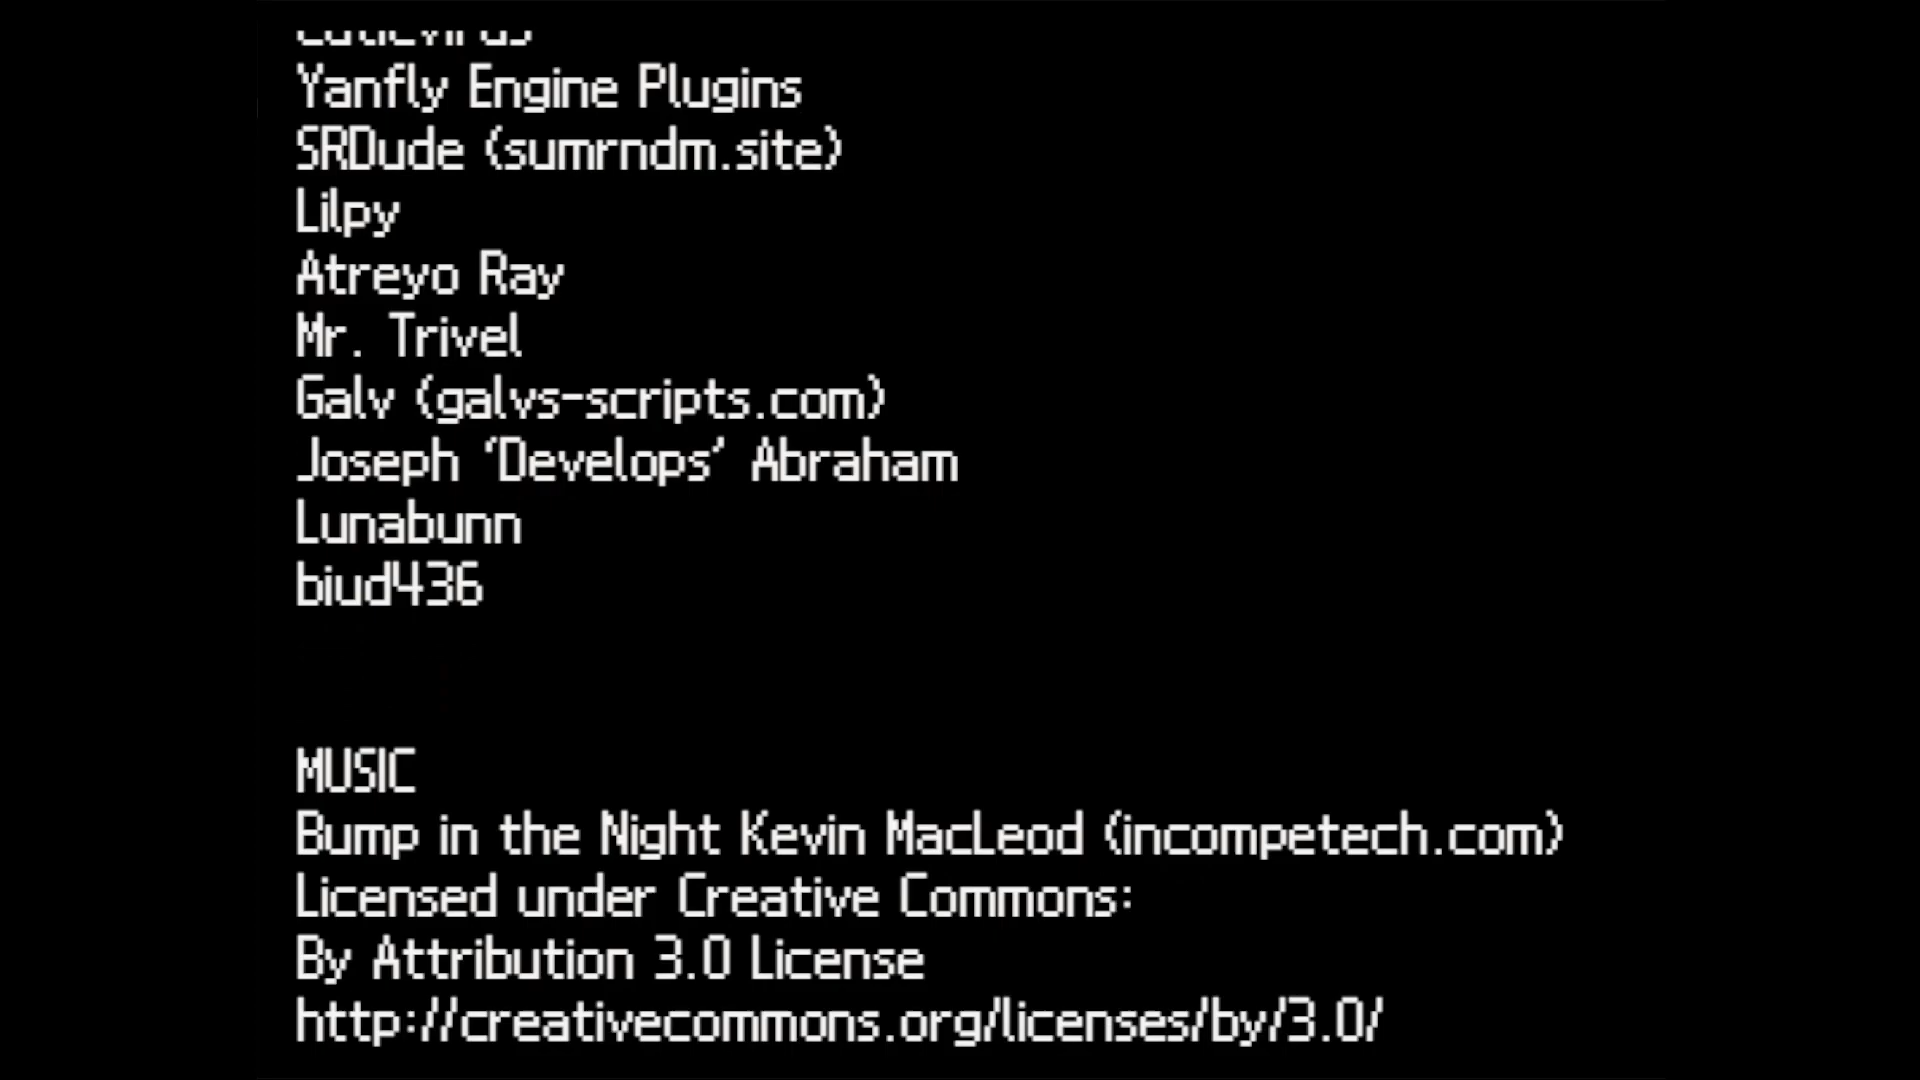 Yanfly Engine Plugins
SRDude (sumrndm.site)
Lilpy
Atreyo Ray
Mr. Trivel
Galv (galvs-scripts.com)
Joseph ‘Develops’ Abraham
Lunabunn
biud436
MUSIC
Bump in the Night Kevin MacLeod (incompetech.com)
Licensed under Creative Commons:
By Attribution 3.0 License
http://creativecommons.org/licenses/by/3.0/